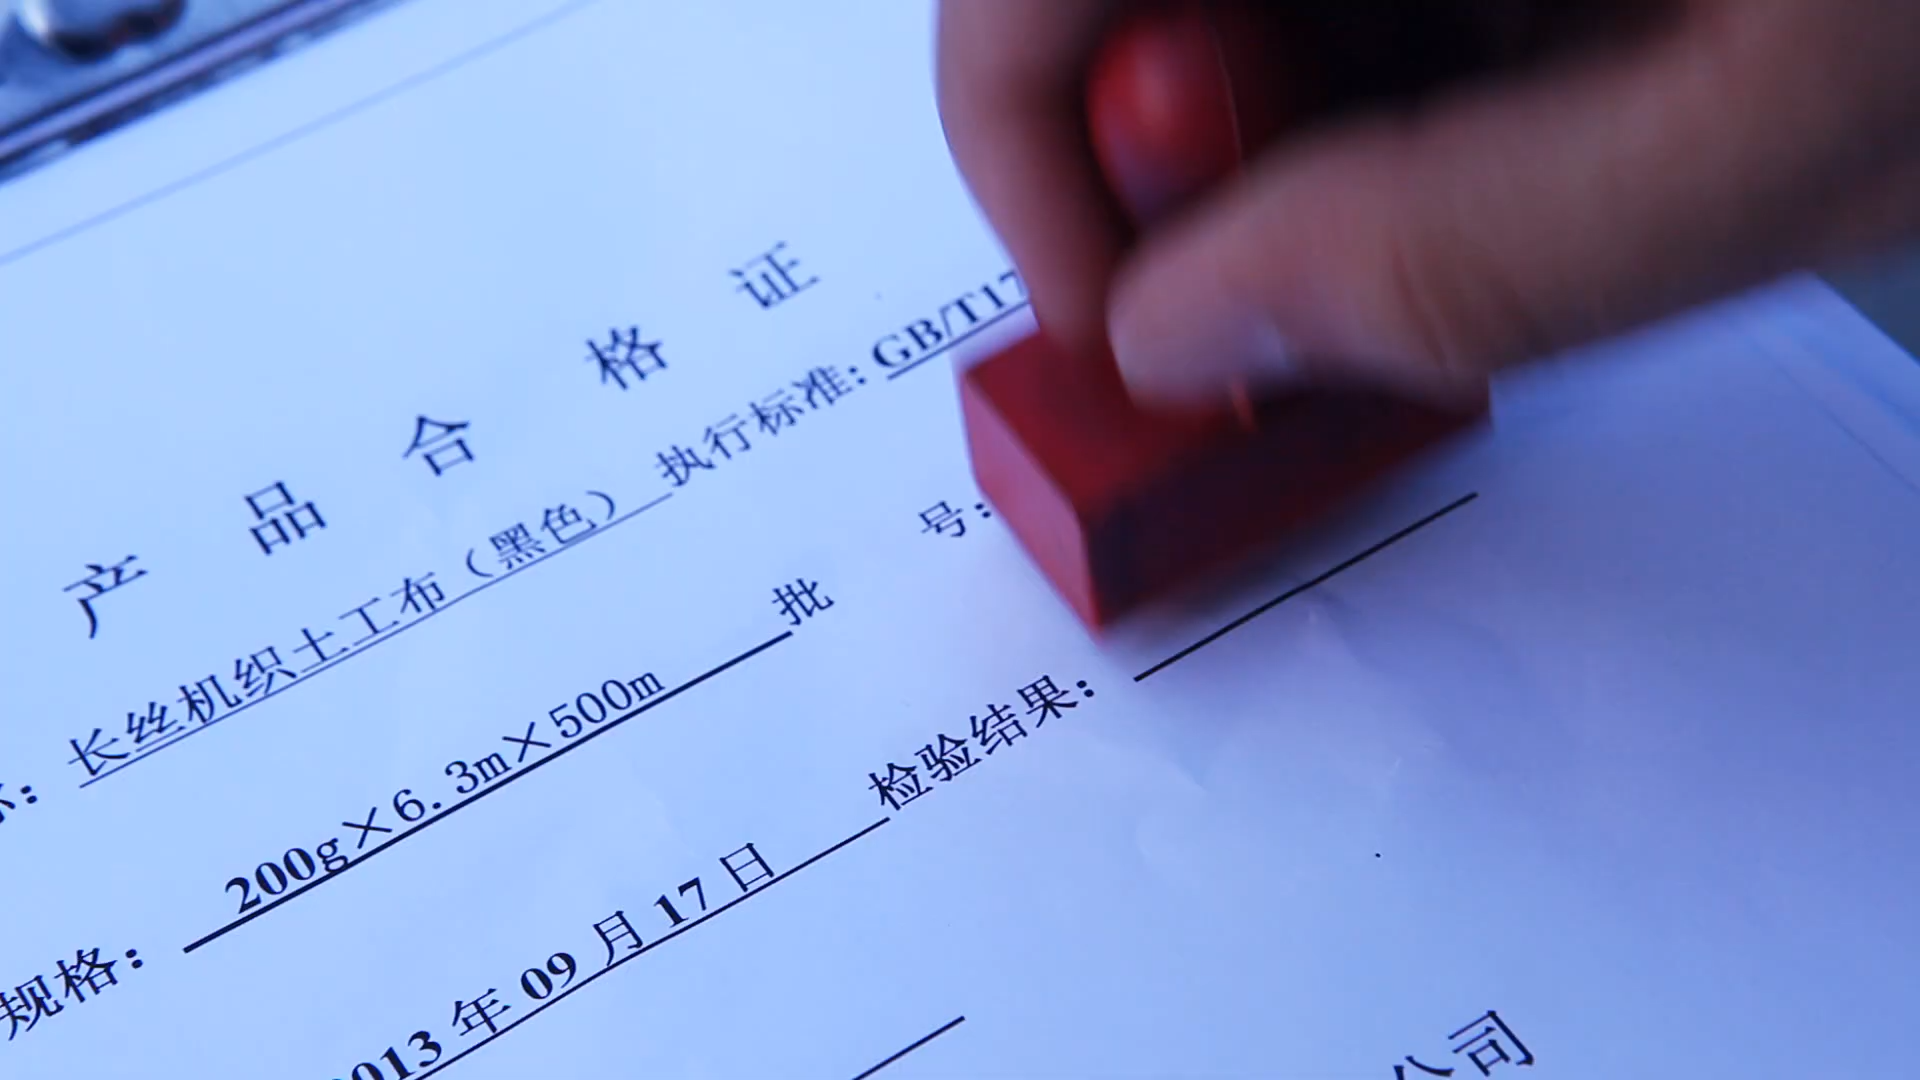 产品合格证
称：长丝机织土工布（黑色） 执行标准：GB/T17
规格：200g×6.3m×500m 批号：
2013年09月17日 检验结果：
公司